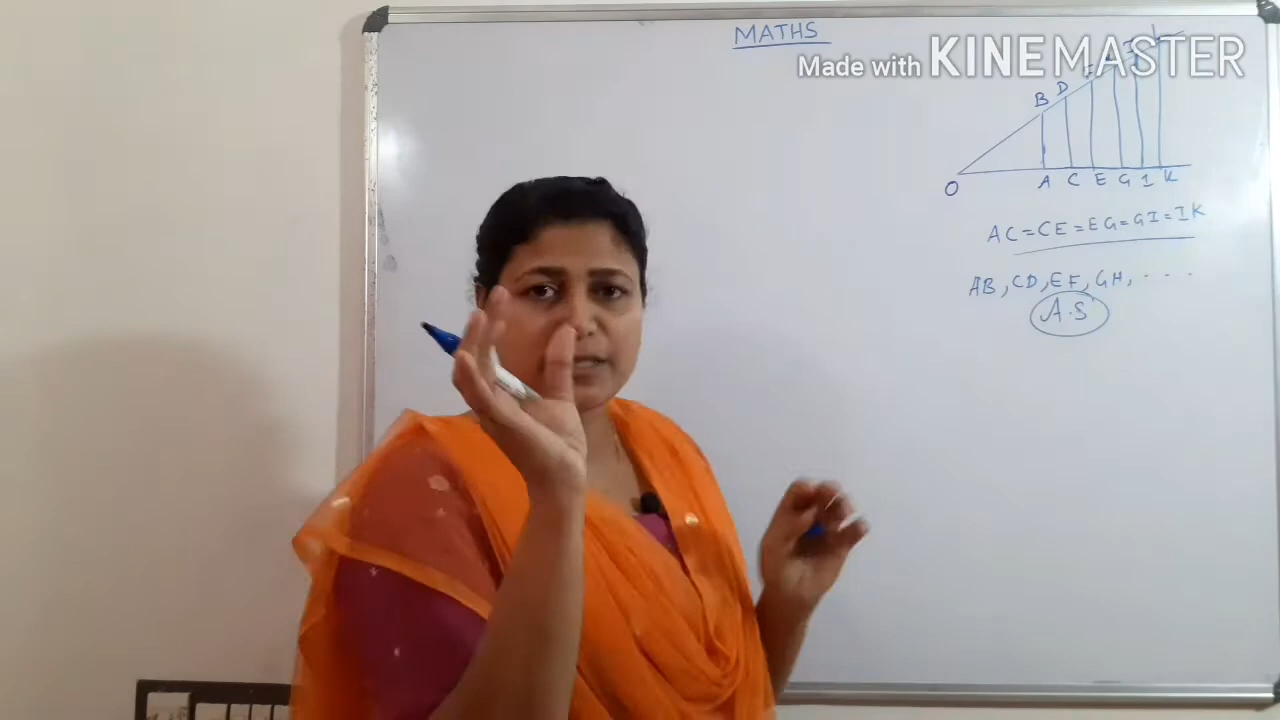 MATHS
Made with KINEMASTER
B D F
O A C E G I K
AC=CE=EG=GI=IK
AB, CD, EF, GH, ....
A.S